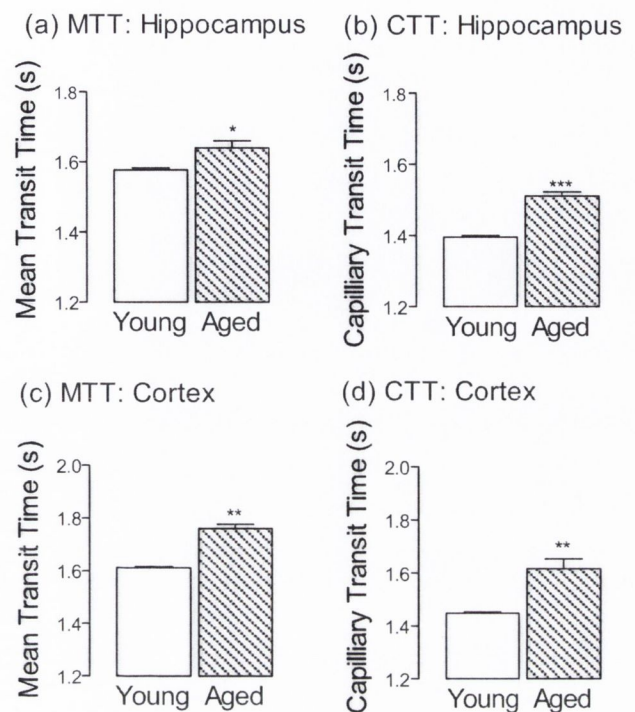 (a) MTT: Hippocampus
Mean Transit Time (s)
1.8
1.6
1.4
1.2
*
Young Aged
(b) CTT: Hippocampus
Capilliary Transit Time (s)
1.8
1.6
1.4
1.2
***
Young Aged
(c) MTT: Cortex
Mean Transit Time (s)
2.0
1.8
1.6
1.4
1.2
**
Young Aged
(d) CTT: Cortex
Capilliary Transit Time (s)
2.0
1.8
1.6
1.4
1.2
**
Young Aged